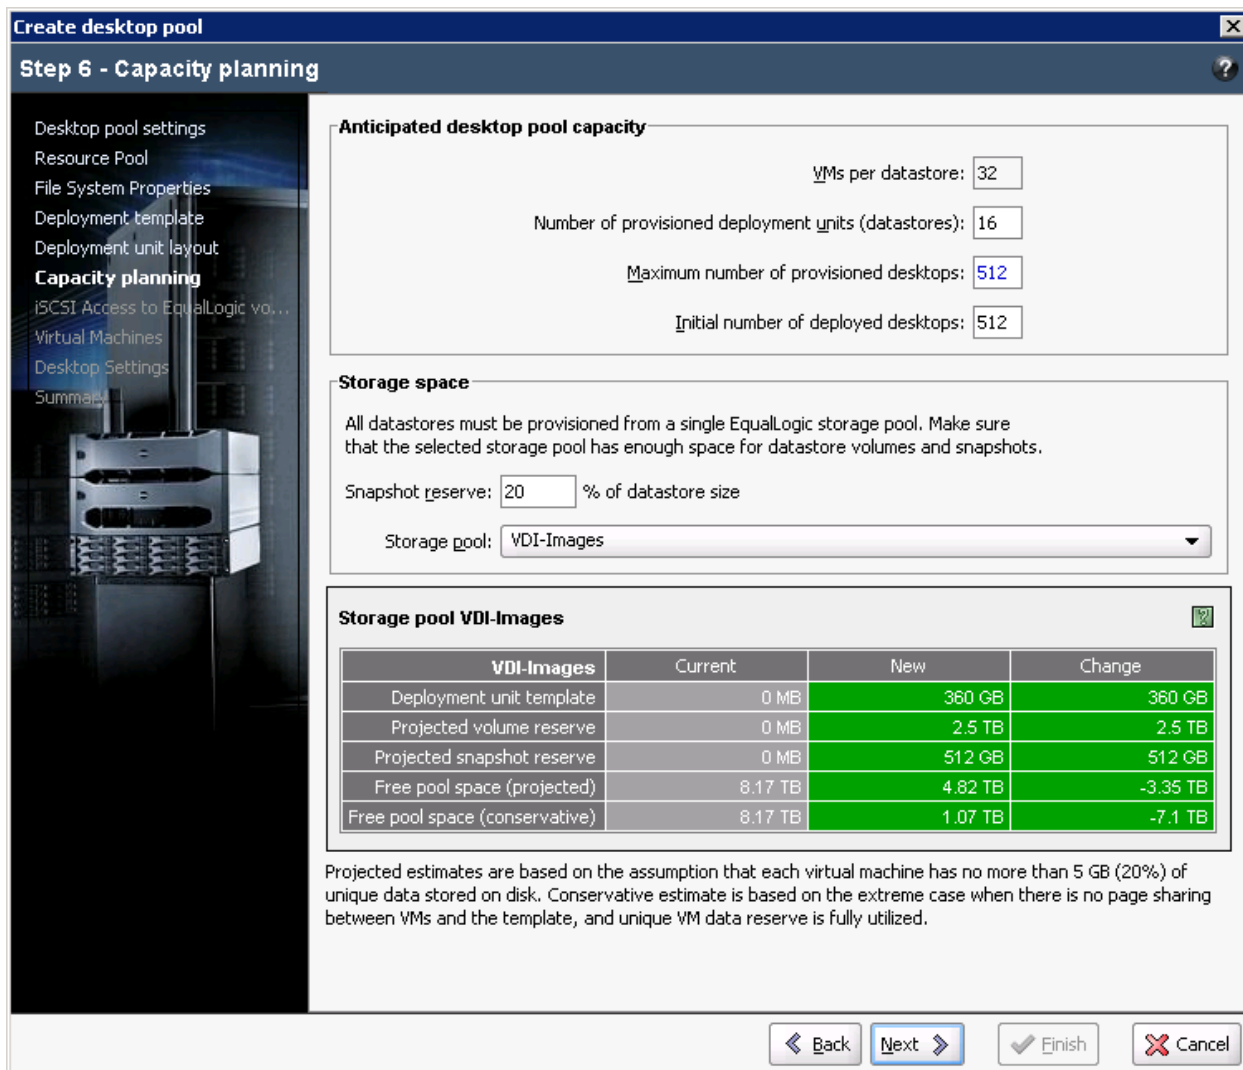 Create desktop pool
Step 6 - Capacity planning
?
Desktop pool settings
Resource Pool
File System Properties
Deployment template
Deployment unit layout
Capacity planning
iSCSI Access to EqualLogic vo...
Virtual Machines
Desktop Settings
Summary
Anticipated desktop pool capacity
VMs per datastore: 32
Number of provisioned deployment units (datastores): 16
Maximum number of provisioned desktops: 512
Initial number of deployed desktops: 512
Storage space
All datastores must be provisioned from a single EqualLogic storage pool. Make sure
that the selected storage pool has enough space for datastore volumes and snapshots.
Snapshot reserve: 20 % of datastore size
Storage pool: VDI-Images
Storage pool VDI-Images
VDI-Images Current New Change
Deployment unit template 0 MB 360 GB 360 GB
Projected volume reserve 0 MB 2.5 TB 2.5 TB
Projected snapshot reserve 0 MB 512 GB 512 GB
Free pool space (projected) 8.17 TB 4.82 TB -3.35 TB
Free pool space (conservative) 8.17 TB 1.07 TB -7.1 TB
Projected estimates are based on the assumption that each virtual machine has no more than 5 GB (20%) of
unique data stored on disk. Conservative estimate is based on the extreme case when there is no page sharing
between VMs and the template, and unique VM data reserve is fully utilized.
Back Next Finish Cancel